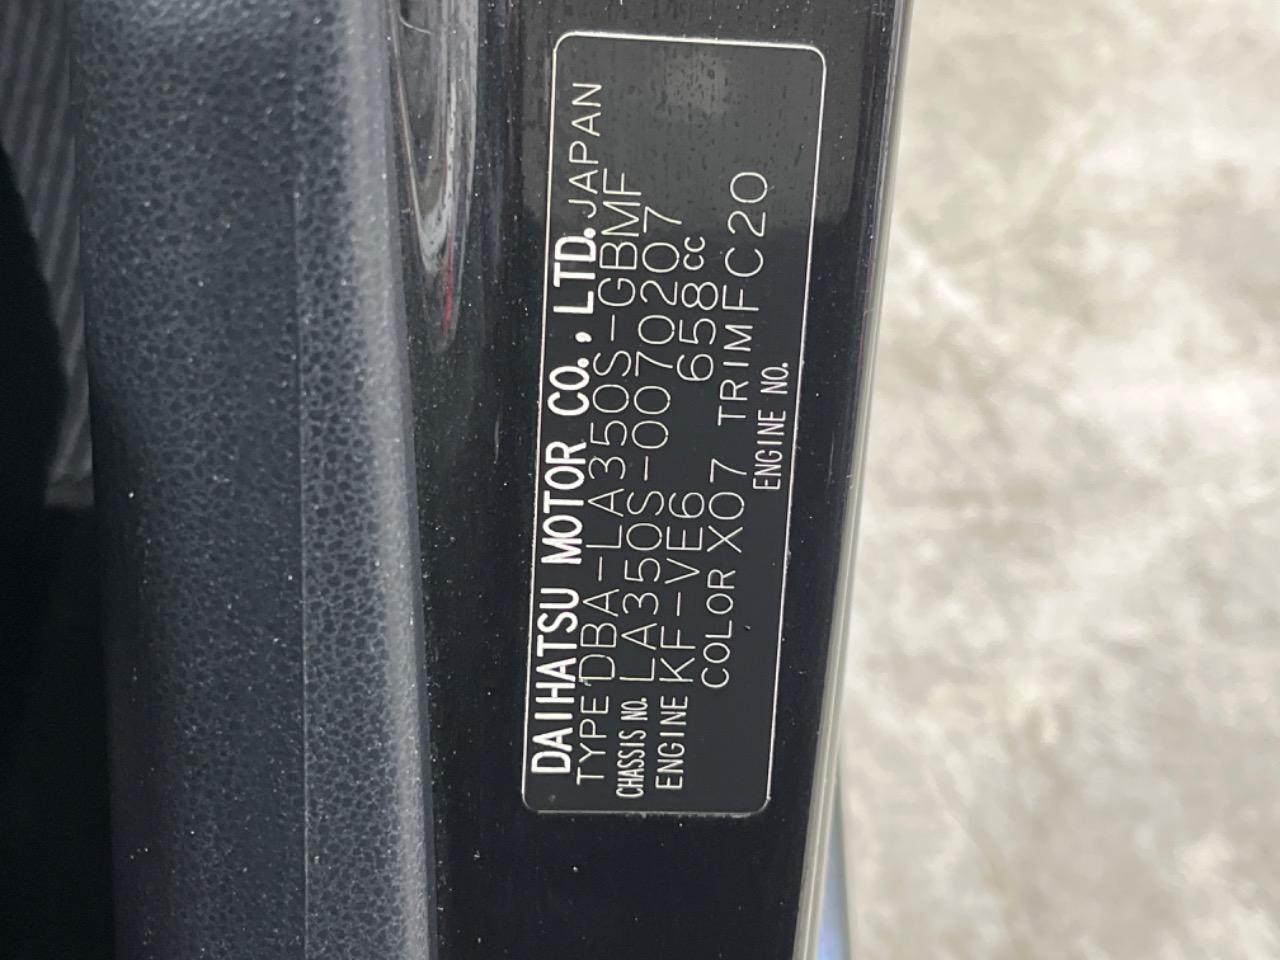 DAIHATSU MOTOR CO., LTD. JAPAN
TYPE DBA-LA350S-GBMF
CHASSIS NO. LA350S-0070207
ENGINE KF-VE6 658cc
COLOR X07 TRIM FC20
ENGINE NO.